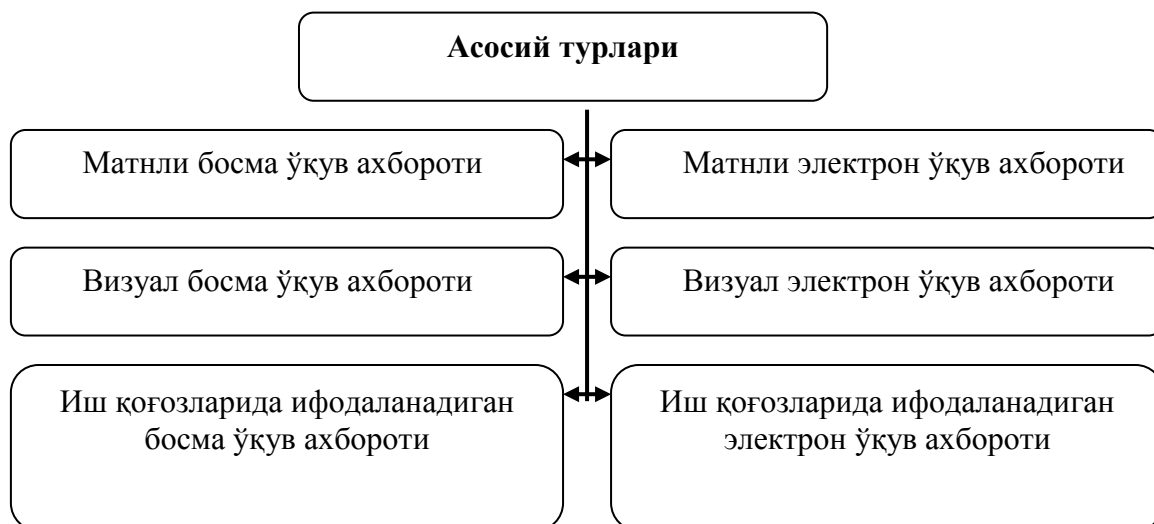 Асосий турлари
Матнли босма ўқув ахбороти
Матнли электрон ўқув ахбороти
Визуал босма ўқув ахбороти
Визуал электрон ўқув ахбороти
Иш қоғозларида ифодаланадиган
босма ўқув ахбороти
Иш қоғозларида ифодаланадиган
электрон ўқув ахбороти